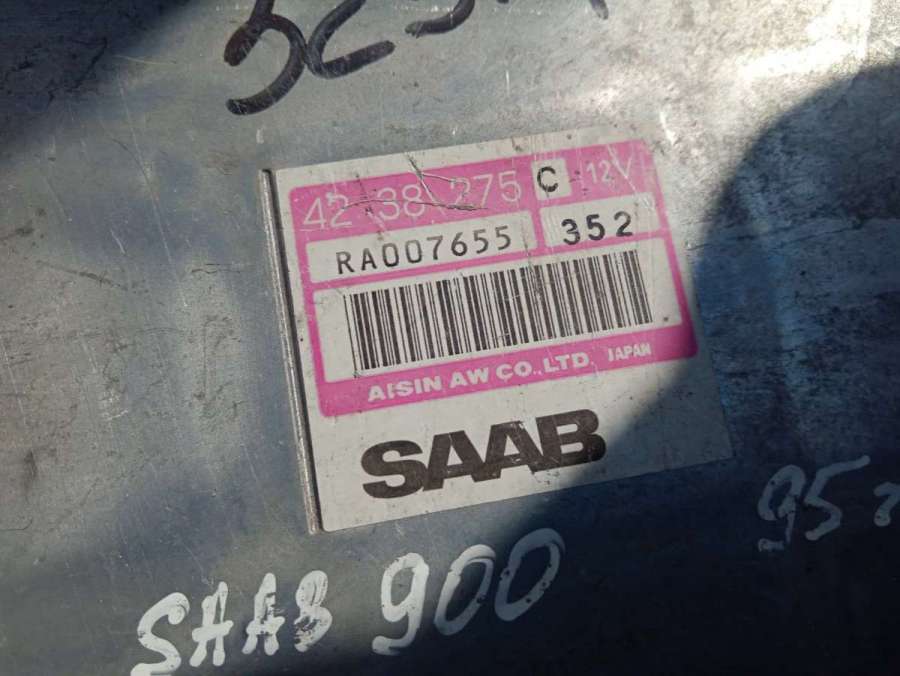 42 38 275 C 12V
RA007655 352
AISIN AW CO.,LTD. JAPAN
SAAB
95
SAAB 900